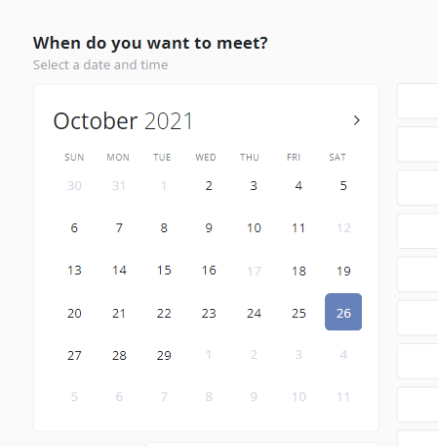 When do you want to meet?
Select a date and time
October 2021 >
SUN MON TUE WED THU FRI SAT
30 31 1 2 3 4 5
6 7 8 9 10 11 12
13 14 15 16 17 18 19
20 21 22 23 24 25 26
27 28 29 1 2 3 4
5 6 7 8 9 10 11